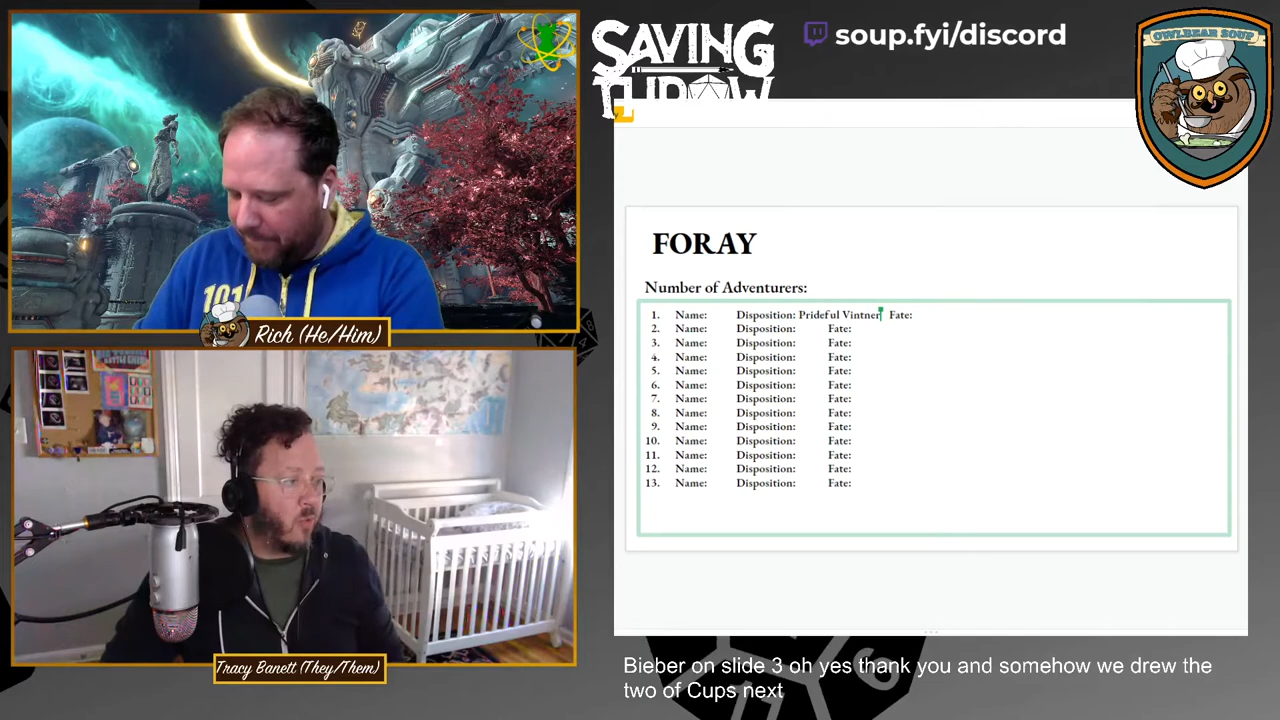 SAVING
THROW
soup.fyi/discord
OWLBEAR SOUP
101
Rich (He/Him)
Tracy Banett (They/Them)
FORAY
Number of Adventurers:
1. Name: Disposition: Prideful Vintner Fate:
2. Name: Disposition: Fate:
3. Name: Disposition: Fate:
4. Name: Disposition: Fate:
5. Name: Disposition: Fate:
6. Name: Disposition: Fate:
7. Name: Disposition: Fate:
8. Name: Disposition: Fate:
9. Name: Disposition: Fate:
10. Name: Disposition: Fate:
11. Name: Disposition: Fate:
12. Name: Disposition: Fate:
13. Name: Disposition: Fate:
Bieber on slide 3 oh yes thank you and somehow we drew the
two of Cups next